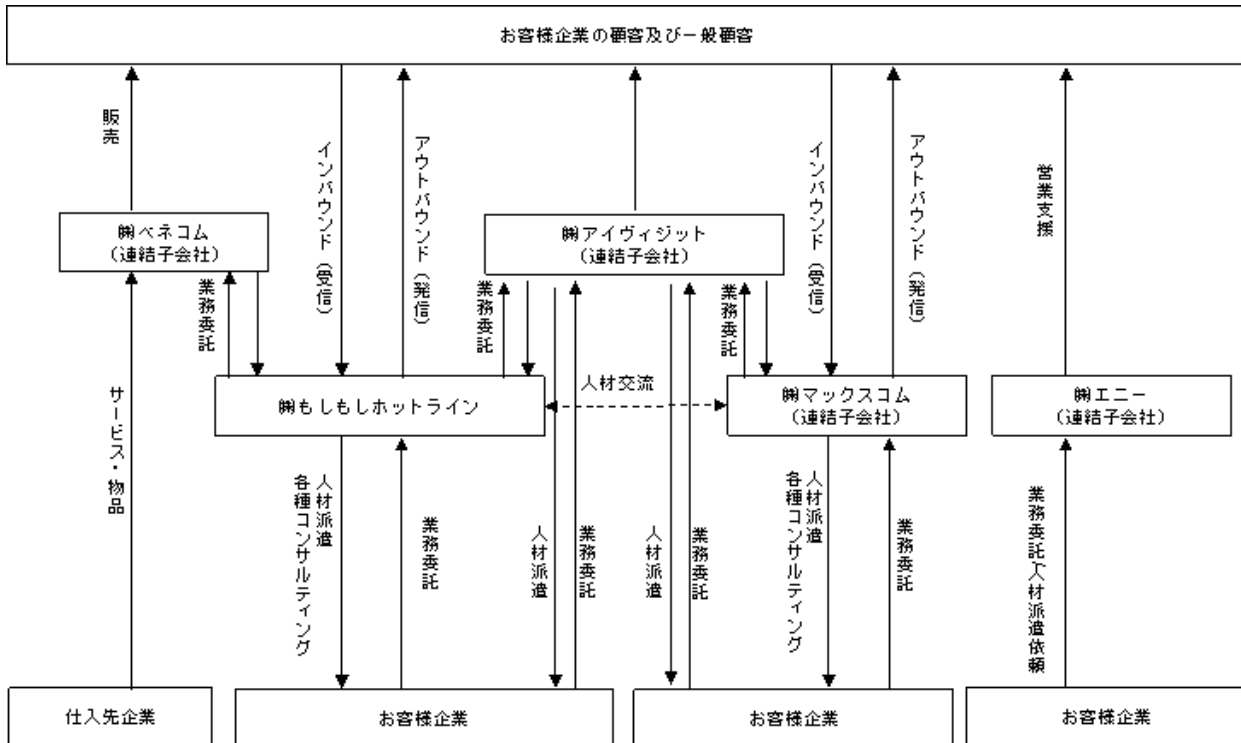 お客様企業の顧客及び一般顧客
販売
インバウンド（受信）
アウトバウンド（発信）
インバウンド（受信）
アウトバウンド（発信）
営業支援
㈱ベネコム
（連結子会社）
㈱アイヴィジット
（連結子会社）
業務委託
業務委託
業務委託
人材交流
㈱もしもしホットライン
㈱マックスコム
（連結子会社）
㈱エニー
（連結子会社）
サービス・物品
人材派遣
各種コンサルティング
業務委託
人材派遣
業務委託
人材派遣
業務委託
人材派遣
各種コンサルティング
業務委託
業務委託、人材派遣依頼
仕入先企業
お客様企業
お客様企業
お客様企業